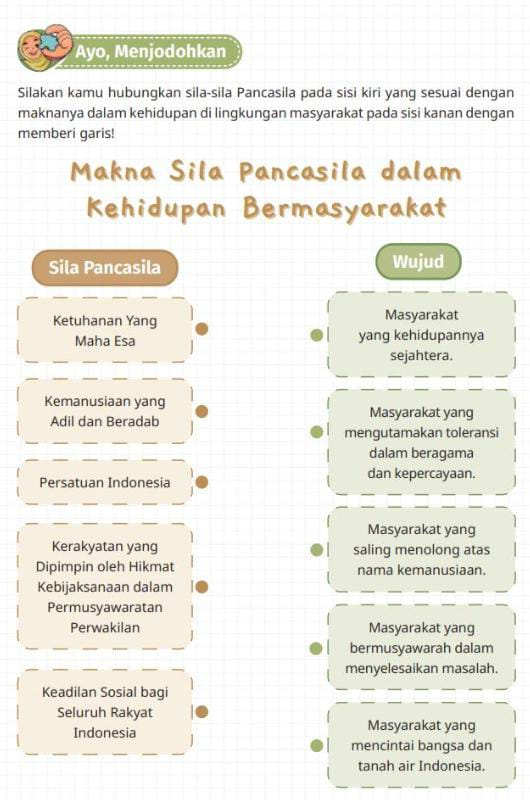 Ayo, Menjodohkan
Silakan kamu hubungkan sila-sila Pancasila pada sisi kiri yang sesuai dengan
maknanya dalam kehidupan di lingkungan masyarakat pada sisi kanan dengan
memberi garis!
Makna Sila Pancasila dalam
Kehidupan Bermasyarakat
Sila Pancasila
Ketuhanan Yang
Maha Esa
Kemanusiaan yang
Adil dan Beradab
Persatuan Indonesia
Kerakyatan yang
Dipimpin oleh Hikmat
Kebijaksanaan dalam
Permusyawaratan
Perwakilan
Keadilan Sosial bagi
Seluruh Rakyat
Indonesia
Wujud
Masyarakat
yang kehidupannya
sejahtera.
Masyarakat yang
mengutamakan toleransi
dalam beragama
dan kepercayaan.
Masyarakat yang
saling menolong atas
nama kemanusiaan.
Masyarakat yang
bermusyawarah dalam
menyelesaikan masalah.
Masyarakat yang
mencintai bangsa dan
tanah air Indonesia.